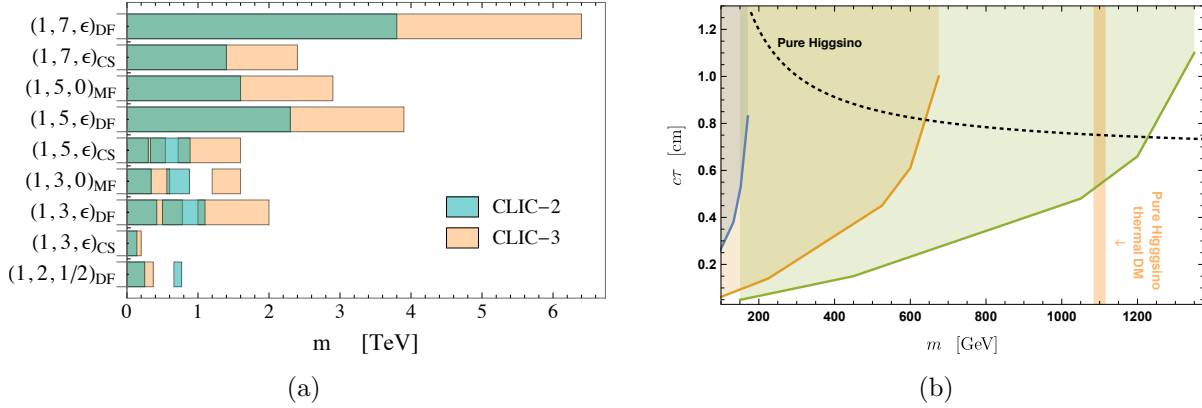 (1, 7, ϵ)DF
(1, 7, ϵ)CS
(1, 5, 0)MF
(1, 5, ϵ)DF
(1, 5, ϵ)CS
(1, 3, 0)MF
(1, 3, ϵ)DF
(1, 3, ϵ)CS
(1, 2, 1/2)DF
CLIC-2
CLIC-3
0 1 2 3 4 5 6
m [TeV]
(a)
cτ [cm]
1.2
1.0
0.8
0.6
0.4
0.2
Pure Higgsino
Pure Higggsino
thermal DM
↓
200 400 600 800 1000 1200
m [GeV]
(b)